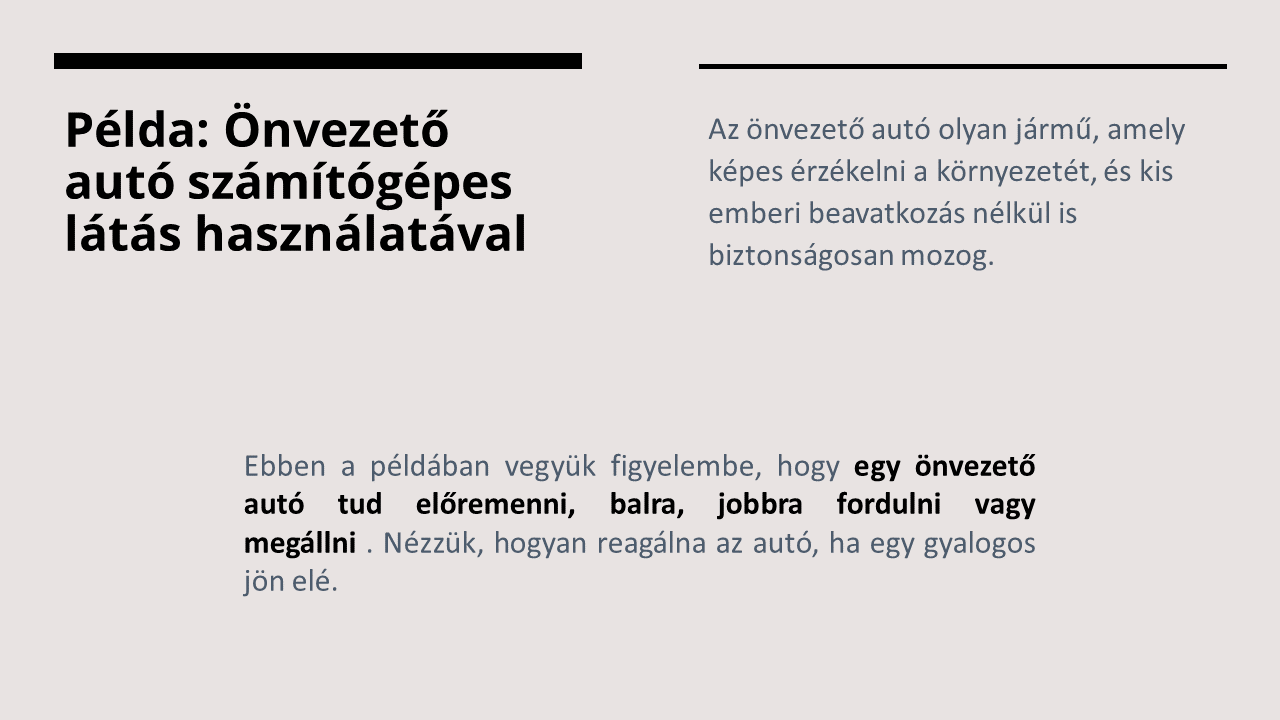 Példa: Önvezető
autó számítógépes
látás használatával
Az önvezető autó olyan jármű, amely
képes érzékelni a környezetét, és kis
emberi beavatkozás nélkül is
biztonságosan mozog.
Ebben a példában vegyük figyelembe, hogy egy önvezető
autó tud előremenni, balra, jobbra fordulni vagy
megállni . Nézzük, hogyan reagálna az autó, ha egy gyalogos
jön elé.